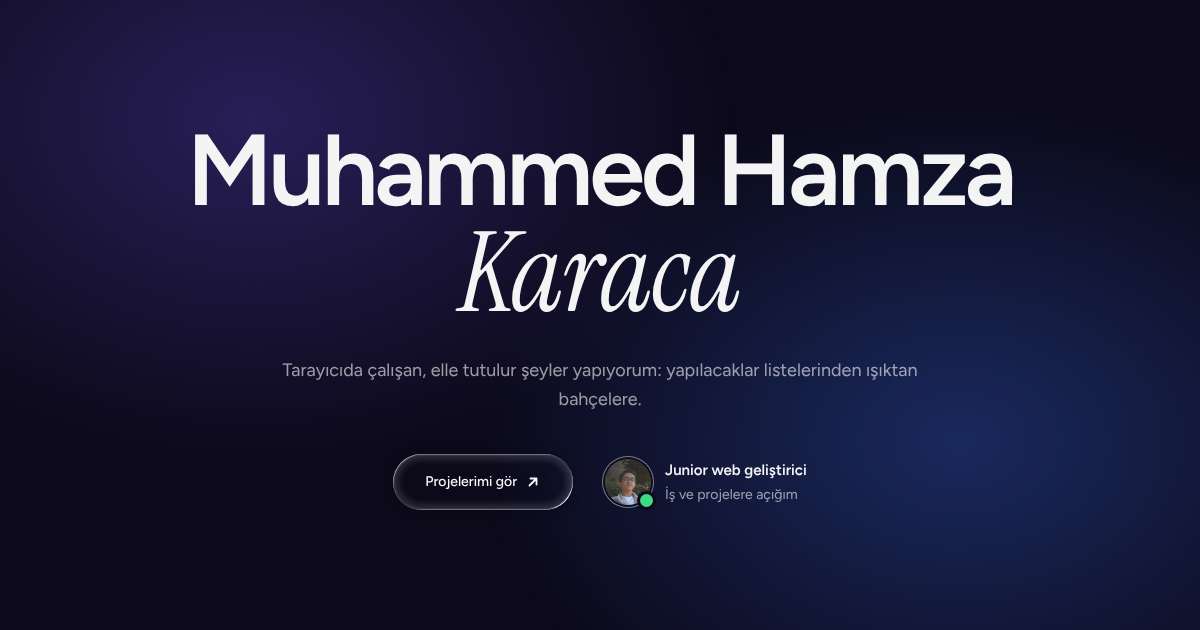 Muhammed Hamza
Karaca
Tarayıcıda çalışan, elle tutulur şeyler yapıyorum: yapılacaklar listelerinden ışıktan
bahçelere.
Projelerimi gör
Junior web geliştirici
İş ve projelere açığım